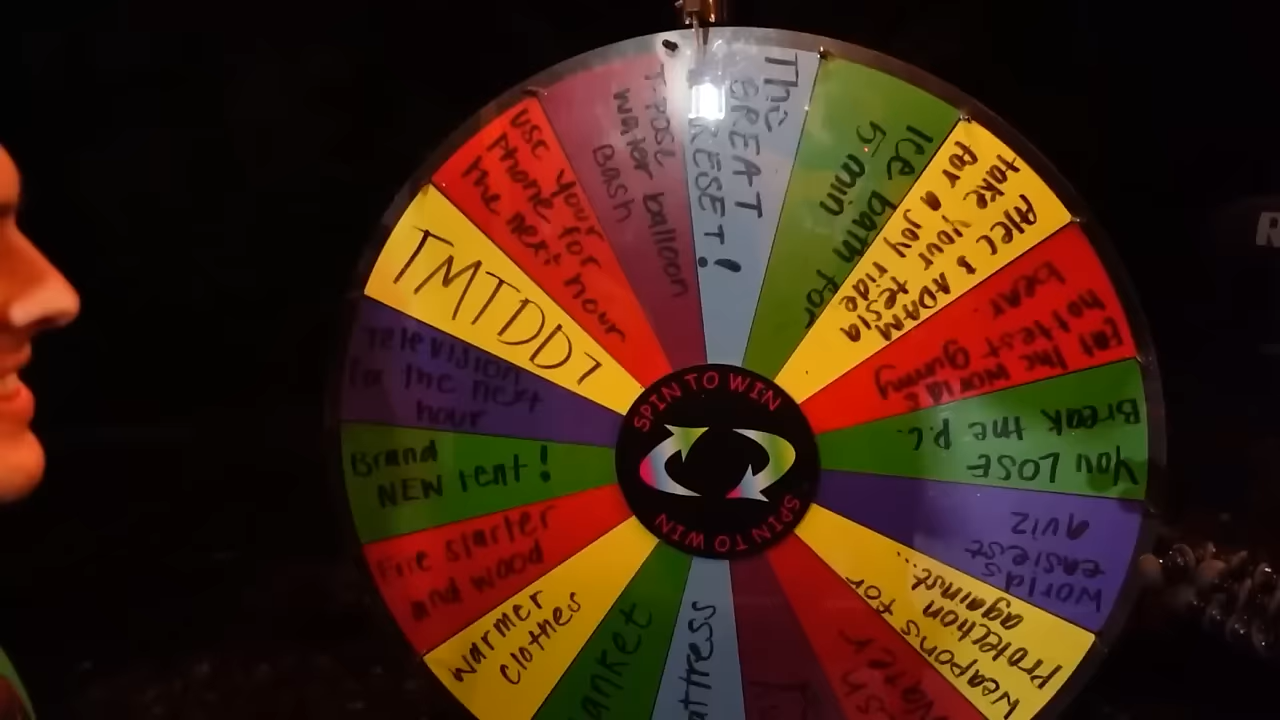 The
GREAT
RESET!
Ice bath for
5 min
Alec & ADAM
take your tesla
for a joy ride
Eat the world's
hottest gummy
bear
YOU LOSE
Break the P.C.
worlds
easiest
quiz
Weapons for
protection
against...
Water
attress
anket
warmer
clothes
Fire starter
and wood
Brand
NEW tent!
Television
for the next
hour
TMTDD7
use your
phone for
the next hour
T-Pose
water balloon
Bash
SPIN TO WIN
SPIN TO WIN
R